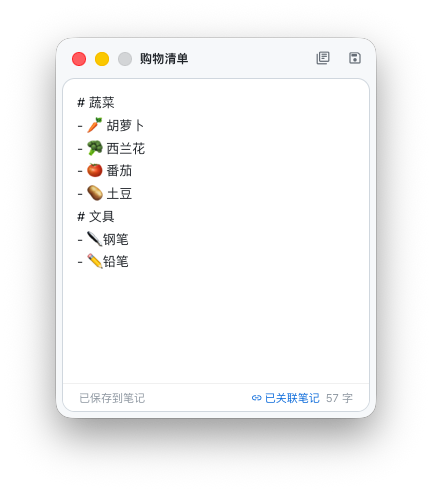 购物清单
# 蔬菜
- 🥕 胡萝卜
- 🥦 西兰花
- 🍅 番茄
- 🥔 土豆
# 文具
- 🔪钢笔
- ✏️铅笔
已保存到笔记 已关联笔记 57 字